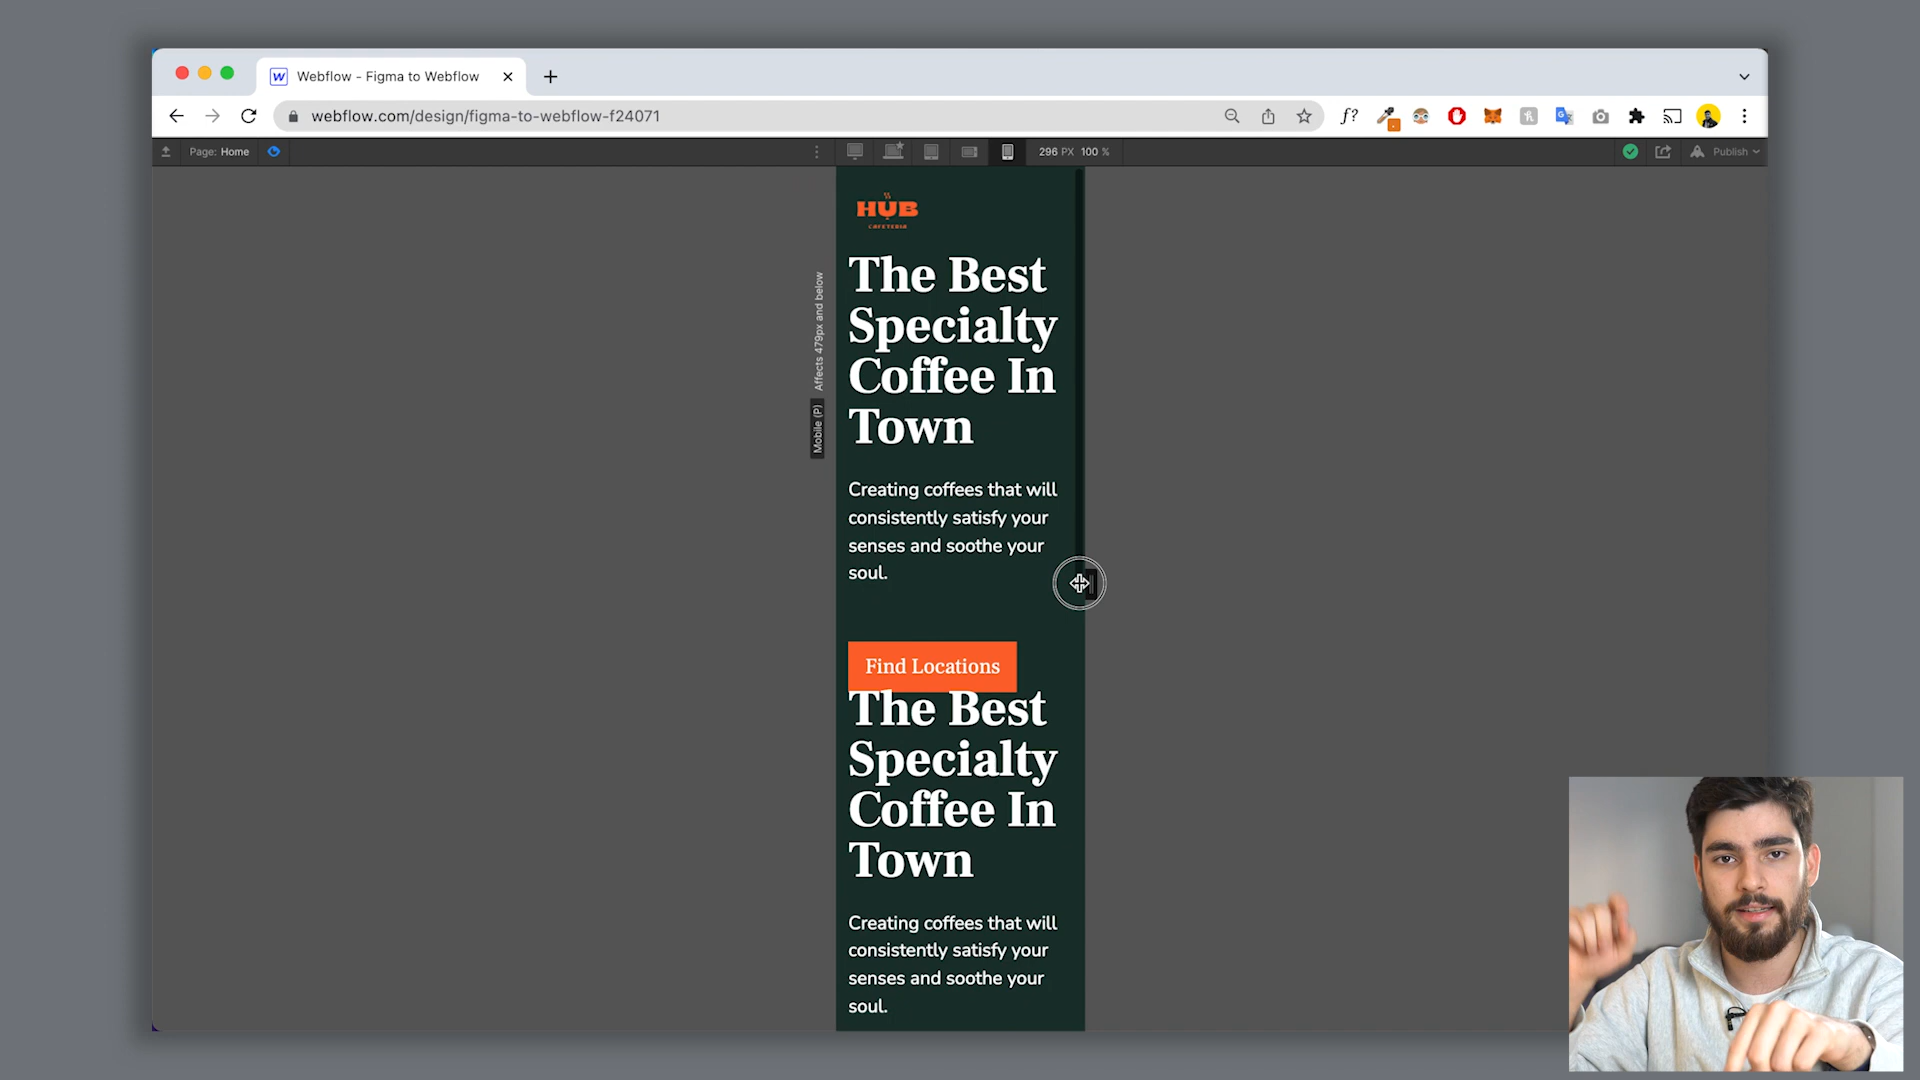 Webflow - Figma to Webflow
webflow.com/design/figma-to-webflow-f24071
f?
Page: Home
296 PX 100 %
Publish
HUB
CAFETERIA
The Best
Specialty
Coffee In
Town
Affects 479px and below
Mobile (P)
Creating coffees that will
consistently satisfy your
senses and soothe your
soul.
Find Locations
The Best
Specialty
Coffee In
Town
Creating coffees that will
consistently satisfy your
senses and soothe your
soul.